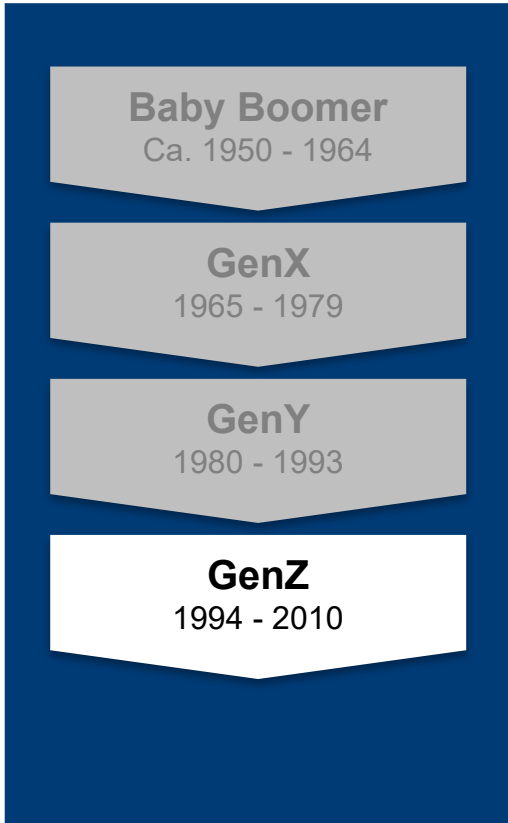 Baby Boomer
Ca. 1950 - 1964
GenX
1965 - 1979
GenY
1980 - 1993
GenZ
1994 - 2010